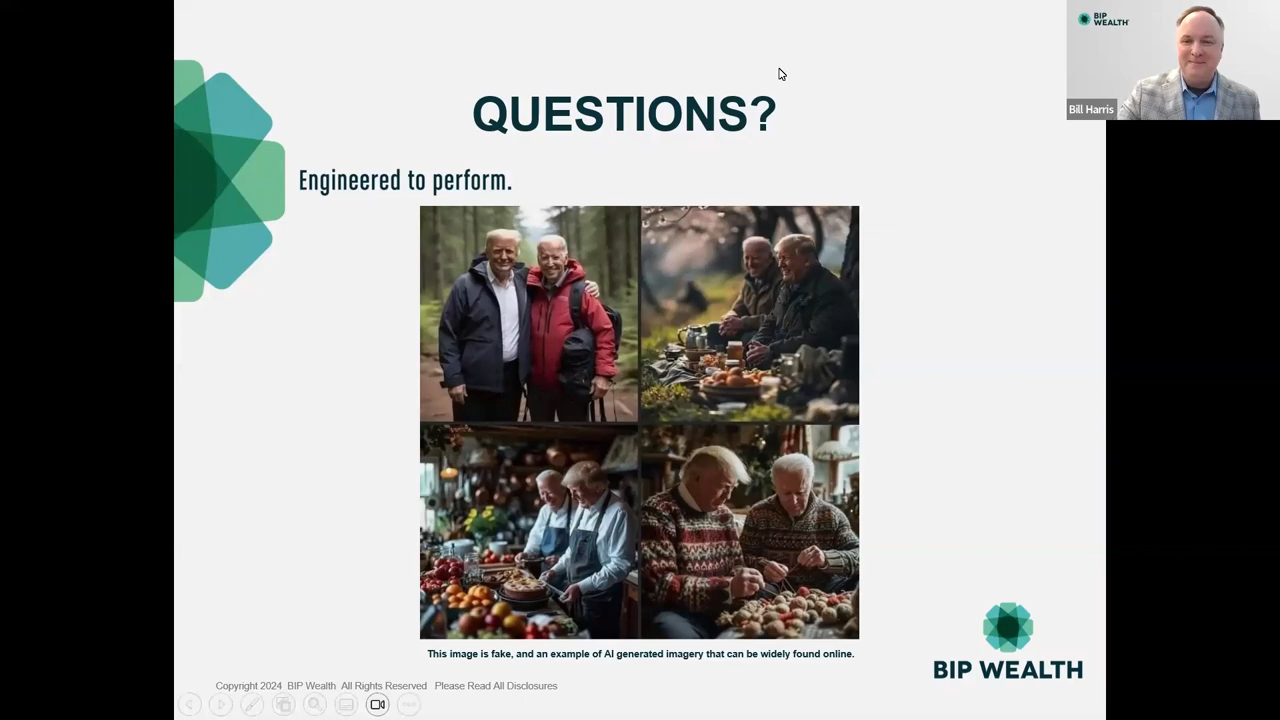 BIP
WEALTH
Bill Harris
QUESTIONS?
Engineered to perform.
This image is fake, and an example of AI generated imagery that can be widely found online.
BIP WEALTH
Copyright 2024 BIP Wealth All Rights Reserved Please Read All Disclosures